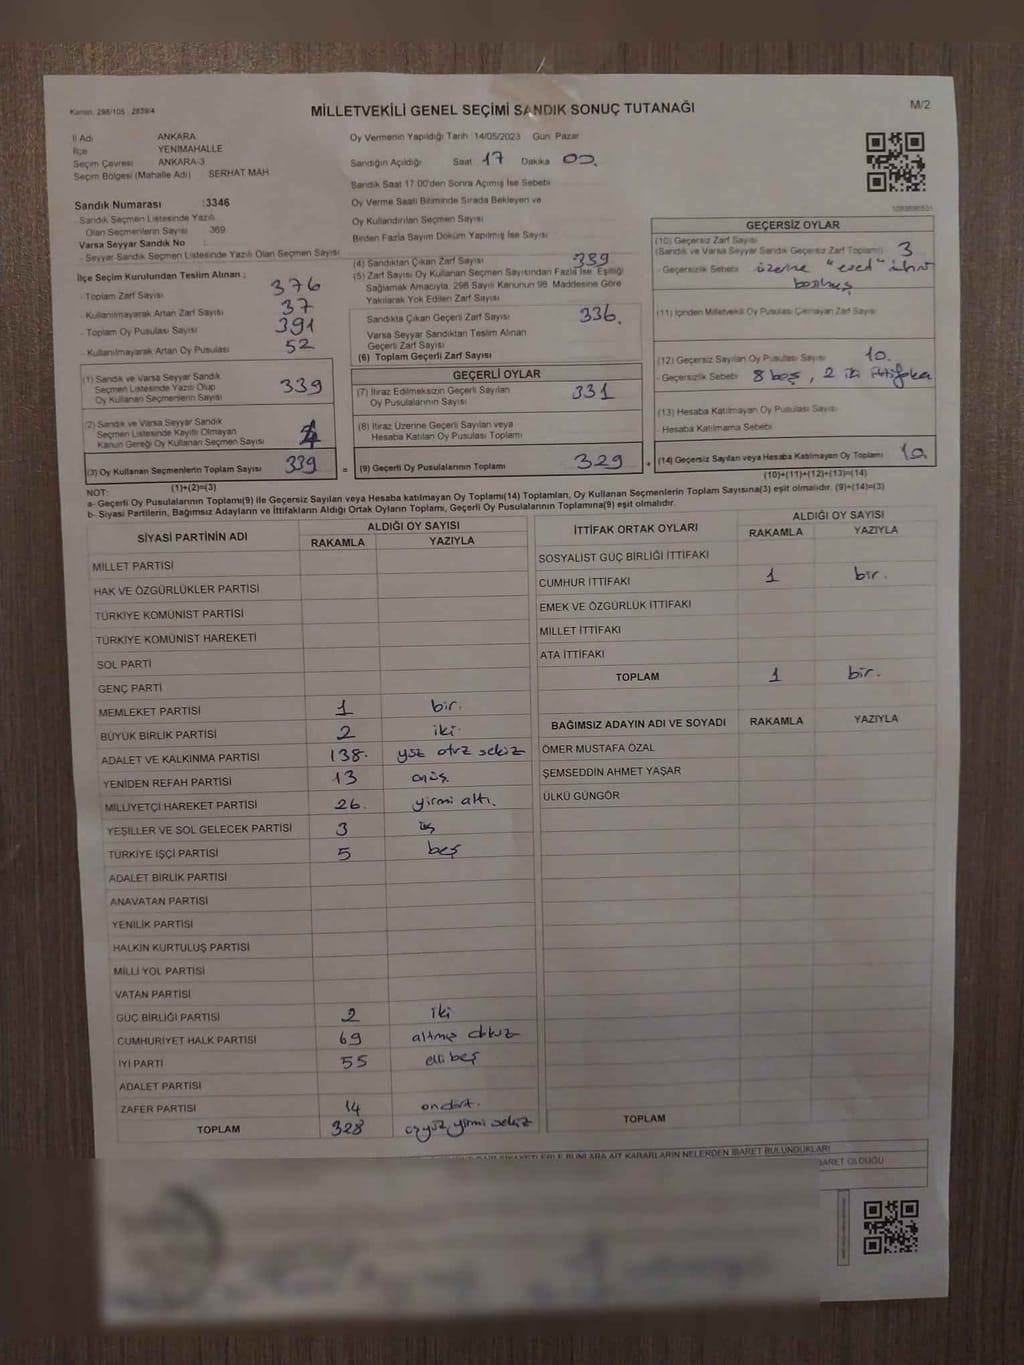 Kanun: 298/105 2839/4
MİLLETVEKİLİ GENEL SEÇİMİ SANDIK SONUÇ TUTANAĞI
M/2
İl Adı ANKARA
İlçe YENİMAHALLE
Seçim Çevresi ANKARA-3
Seçim Bölgesi (Mahalle Adı) SERHAT MAH.
Sandık Numarası :3346
- Sandık Seçmen Listesinde Yazılı
Olan Seçmenlerin Sayısı 369
Varsa Seyyar Sandık No :
- Seyyar Sandık Seçmen Listesinde Yazılı Olan Seçmen Sayısı
İlçe Seçim Kurulundan Teslim Alınan ;
- Toplam Zarf Sayısı 376
- Kullanılmayarak Artan Zarf Sayısı 37
- Toplam Oy Pusulası Sayısı 391
- Kullanılmayarak Artan Oy Pusulası 52
(1) Sandık ve Varsa Seyyar Sandık
Seçmen Listesinde Yazılı Olup
Oy Kullanan Seçmenlerin Sayısı 339
(2) Sandık ve Varsa Seyyar Sandık
Seçmen Listesinde Kayıtlı Olmayan
Kanun Gereği Oy Kullanan Seçmen Sayısı
(3) Oy Kullanan Seçmenlerin Toplam Sayısı 339
(1)+(2)=(3)
Oy Vermenin Yapıldığı Tarih 14/05/2023 Gün Pazar
Sandığın Açıldığı Saat 17 Dakika 00.
Sandık Saat 17:00'den Sonra Açılmış İse Sebebi
Oy Verme Saati Bitiminde Sırada Bekleyen ve
Oy Kullandırılan Seçmen Sayısı
Birden Fazla Sayım Döküm Yapılmış İse Sayısı
(4) Sandıktan Çıkan Zarf Sayısı 339
(5) Zarf Sayısı Oy Kullanan Seçmen Sayısından Fazla İse, Eşitliği
Sağlamak Amacıyla, 298 Sayılı Kanunun 98. Maddesine Göre
Yakılarak Yok Edilen Zarf Sayısı
Sandıkta Çıkan Geçerli Zarf Sayısı 336.
Varsa Seyyar Sandıktan Teslim Alınan
Geçerli Zarf Sayısı
(6) Toplam Geçerli Zarf Sayısı
GEÇERLİ OYLAR
(7) İtiraz Edilmeksizin Geçerli Sayılan
Oy Pusulalarının Sayısı 331
(8) İtiraz Üzerine Geçerli Sayılan veya
Hesaba Katılan Oy Pusulası Toplamı
= (9) Geçerli Oy Pusulalarının Toplamı 329 +
GEÇERSİZ OYLAR
(10) Geçersiz Zarf Sayısı
(Sandık ve Varsa Seyyar Sandık Geçersiz Zarf Toplamı) 3
- Geçersizlik Sebebi üzerine "evet"
(11) İçinden Milletvekili Oy Pusulası Çıkmayan Zarf Sayısı
(12) Geçersiz Sayılan Oy Pusulası Sayısı 10.
- Geçersizlik Sebebi 8 boş, 2 iki ittifaka
(13) Hesaba Katılmayan Oy Pusulası Sayısı
- Hesaba Katılmama Sebebi
(14) Geçersiz Sayılan veya Hesaba Katılmayan Oy Toplamı 10
(10)+(11)+(12)+(13)=(14)
NOT:
a- Geçerli Oy Pusulalarının Toplamı(9) ile Geçersiz Sayılan veya Hesaba katılmayan Oy Toplamı(14) Toplamları, Oy Kullanan Seçmenlerin Toplam Sayısına(3) eşit olmalıdır. (9)+(14)=(3)
b- Siyasi Partilerin, Bağımsız Adayların ve İttifakların Aldığı Ortak Oyların Toplamı, Geçerli Oy Pusulalarının Toplamına(9) eşit olmalıdır.
SİYASİ PARTİNİN ADI ALDIĞI OY SAYISI
RAKAMLA YAZIYLA
MİLLET PARTİSİ
HAK VE ÖZGÜRLÜKLER PARTİSİ
TÜRKİYE KOMÜNİST PARTİSİ
TÜRKİYE KOMÜNİST HAREKETİ
SOL PARTİ
GENÇ PARTİ
MEMLEKET PARTİSİ 1 bir.
BÜYÜK BİRLİK PARTİSİ 2 iki
ADALET VE KALKINMA PARTİSİ 138. yüz otuz sekiz
YENİDEN REFAH PARTİSİ 13 onüç.
MİLLİYETÇİ HAREKET PARTİSİ 26. yirmi altı.
YEŞİLLER VE SOL GELECEK PARTİSİ 3 üç
TÜRKİYE İŞÇİ PARTİSİ 5 beş
ADALET BİRLİK PARTİSİ
ANAVATAN PARTİSİ
YENİLİK PARTİSİ
HALKIN KURTULUŞ PARTİSİ
MİLLİ YOL PARTİSİ
VATAN PARTİSİ
GÜÇ BİRLİĞİ PARTİSİ 2 iki
CUMHURİYET HALK PARTİSİ 69 altmış dokuz
İYİ PARTİ 55 elli beş
ADALET PARTİSİ
ZAFER PARTİSİ 14 ondört.
TOPLAM 328 üçyüz yirmi sekiz
İTTİFAK ORTAK OYLARI ALDIĞI OY SAYISI
RAKAMLA YAZIYLA
SOSYALİST GÜÇ BİRLİĞİ İTTİFAKI
CUMHUR İTTİFAKI 1 bir.
EMEK VE ÖZGÜRLÜK İTTİFAKI
MİLLET İTTİFAKI
ATA İTTİFAKI
TOPLAM 1 bir.
BAĞIMSIZ ADAYIN ADI VE SOYADI RAKAMLA YAZIYLA
ÖMER MUSTAFA ÖZAL
ŞEMSEDDİN AHMET YAŞAR
ÜLKÜ GÜNGÖR
TOPLAM
BUNLARA AİT KARARLARIN NELERDEN İBARET BULUNDUKLARI
İBARET OLDUĞU